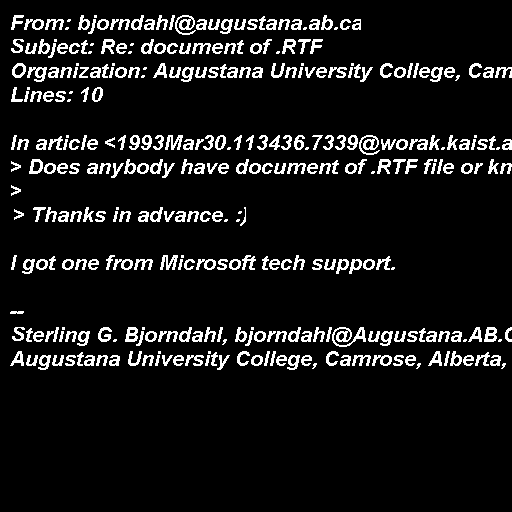 From: bjorndahl@augustana.ab.ca
Subject: Re: document of .RTF
Organization: Augustana University College, Cam
Lines: 10

In article <1993Mar30.113436.7339@worak.kaist.a
> Does anybody have document of .RTF file or kn
>
> Thanks in advance. :)

I got one from Microsoft tech support.

--
Sterling G. Bjorndahl, bjorndahl@Augustana.AB.C
Augustana University College, Camrose, Alberta,